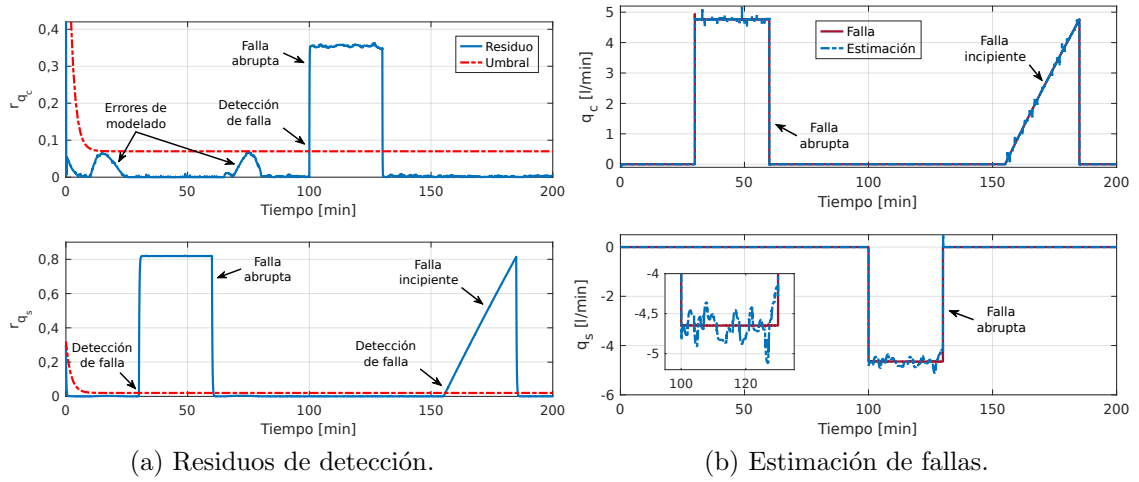 0,4
0,3
0,2
0,1
0
r_{q_c}
Falla
abrupta
Errores de
modelado
Detección
de falla
Residuo
Umbral
0 50 100 150 200
Tiempo [min]
0,8
0,6
0,4
0,2
0
r_{q_s}
Detección
de falla
Falla
abrupta
Falla
incipiente
Detección
de falla
0 50 100 150 200
Tiempo [min]
(a) Residuos de detección.
5
4
3
2
1
0
q_c [l/min]
Falla
Estimación
Falla
incipiente
Falla
abrupta
0 50 100 150 200
Tiempo [min]
0
-2
-4
-6
q_s [l/min]
-4
-4,5
-5
100 120
Falla
abrupta
0 50 100 150 200
Tiempo [min]
(b) Estimación de fallas.